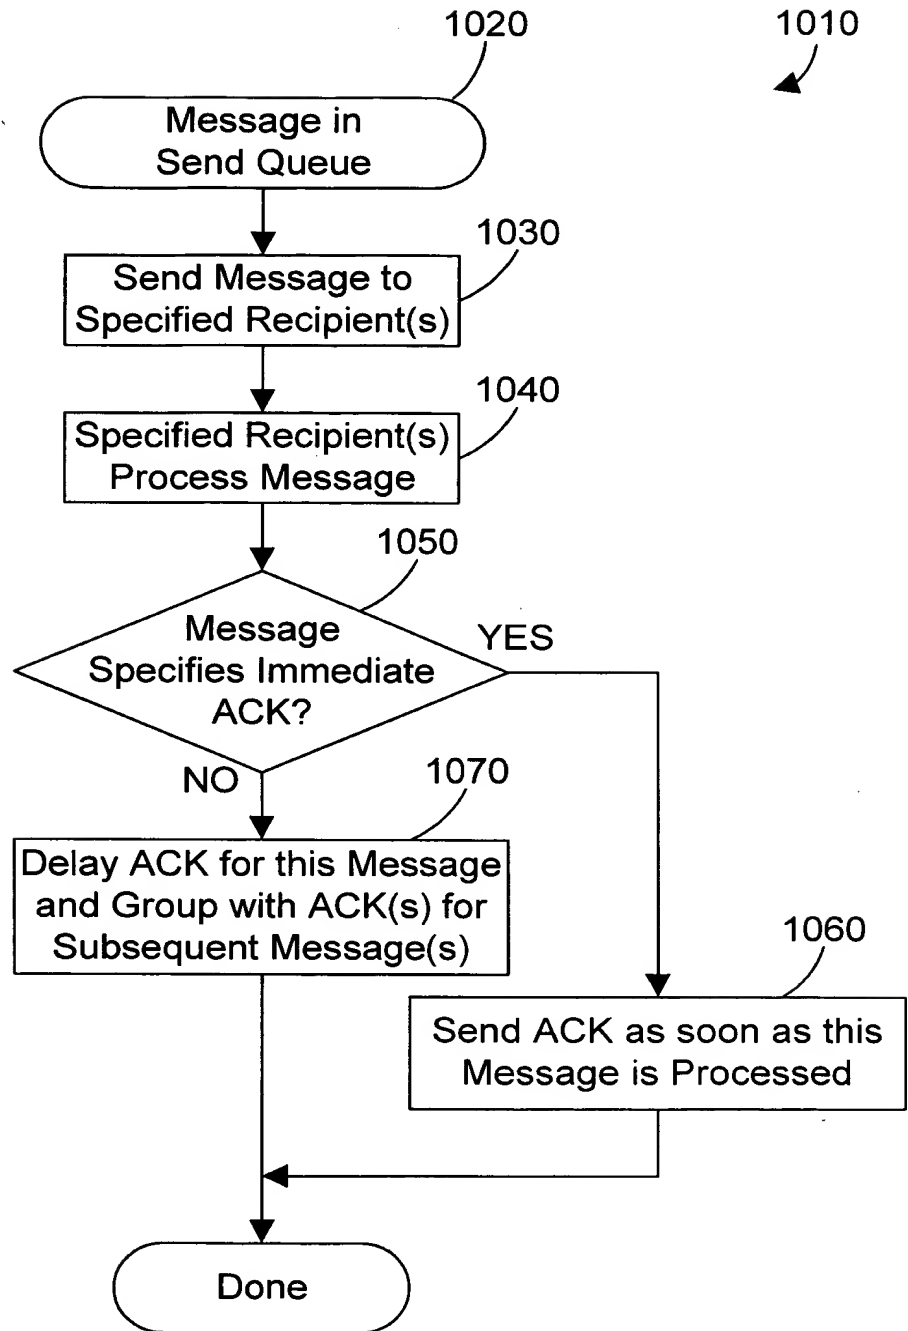 1020
1010
Message in
Send Queue
1030
Send Message to
Specified Recipient(s)
1040
Specified Recipient(s)
Process Message
1050
Message
Specifies Immediate
ACK?
YES
NO
1070
Delay ACK for this Message
and Group with ACK(s) for
Subsequent Message(s)
1060
Send ACK as soon as this
Message is Processed
Done